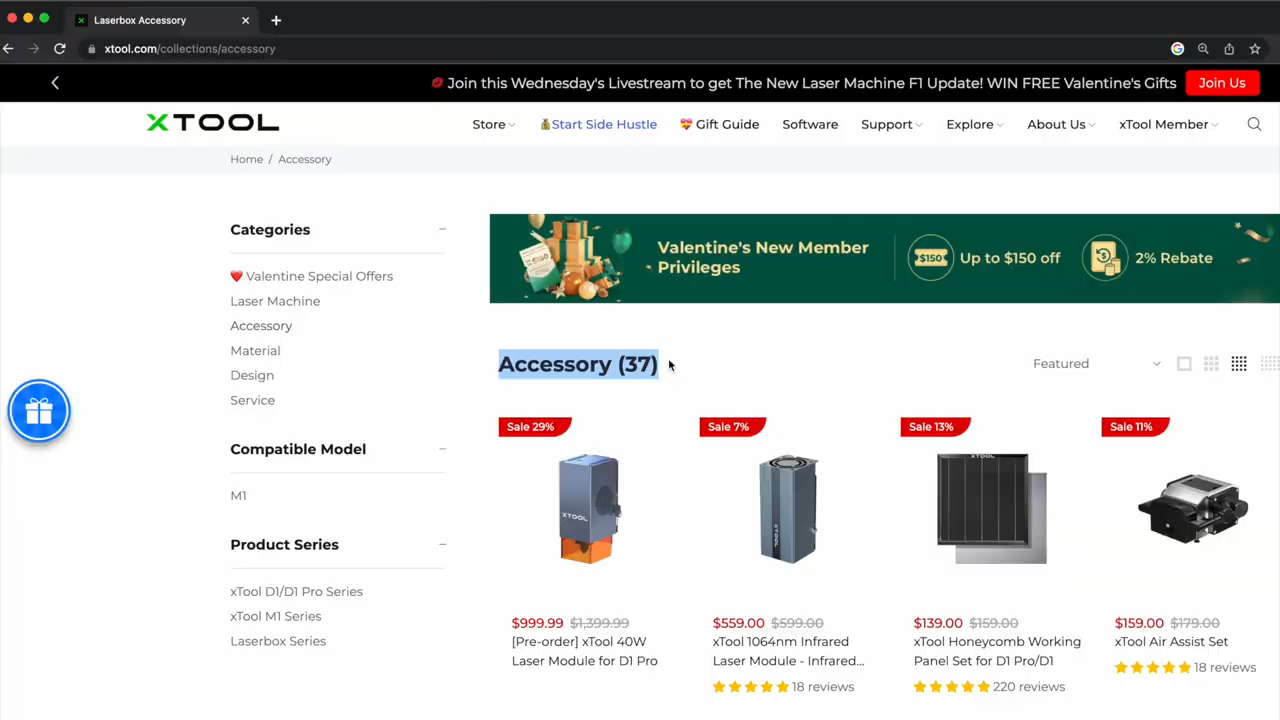 Laserbox Accessory
xtool.com/collections/accessory
💋 Join this Wednesday's Livestream to get The New Laser Machine F1 Update! WIN FREE Valentine's Gifts
Join Us
XTOOL
Store
💰Start Side Hustle
💝 Gift Guide
Software
Support
Explore
About Us
xTool Member
Home / Accessory
Categories
❤️ Valentine Special Offers
Laser Machine
Accessory
Material
Design
Service
Compatible Model
M1
Product Series
xTool D1/D1 Pro Series
xTool M1 Series
Laserbox Series
Valentine's New Member
Privileges
$150
Up to $150 off
2% Rebate
Accessory (37)
Featured
Sale 29%
XTOOL
$999.99 $1,399.99
[Pre-order] xTool 40W
Laser Module for D1 Pro
Sale 7%
XTOOL
$559.00 $599.00
xTool 1064nm Infrared
Laser Module - Infrared...
18 reviews
Sale 13%
XTOOL
$139.00 $159.00
xTool Honeycomb Working
Panel Set for D1 Pro/D1
220 reviews
Sale 11%
$159.00 $179.00
xTool Air Assist Set
18 reviews